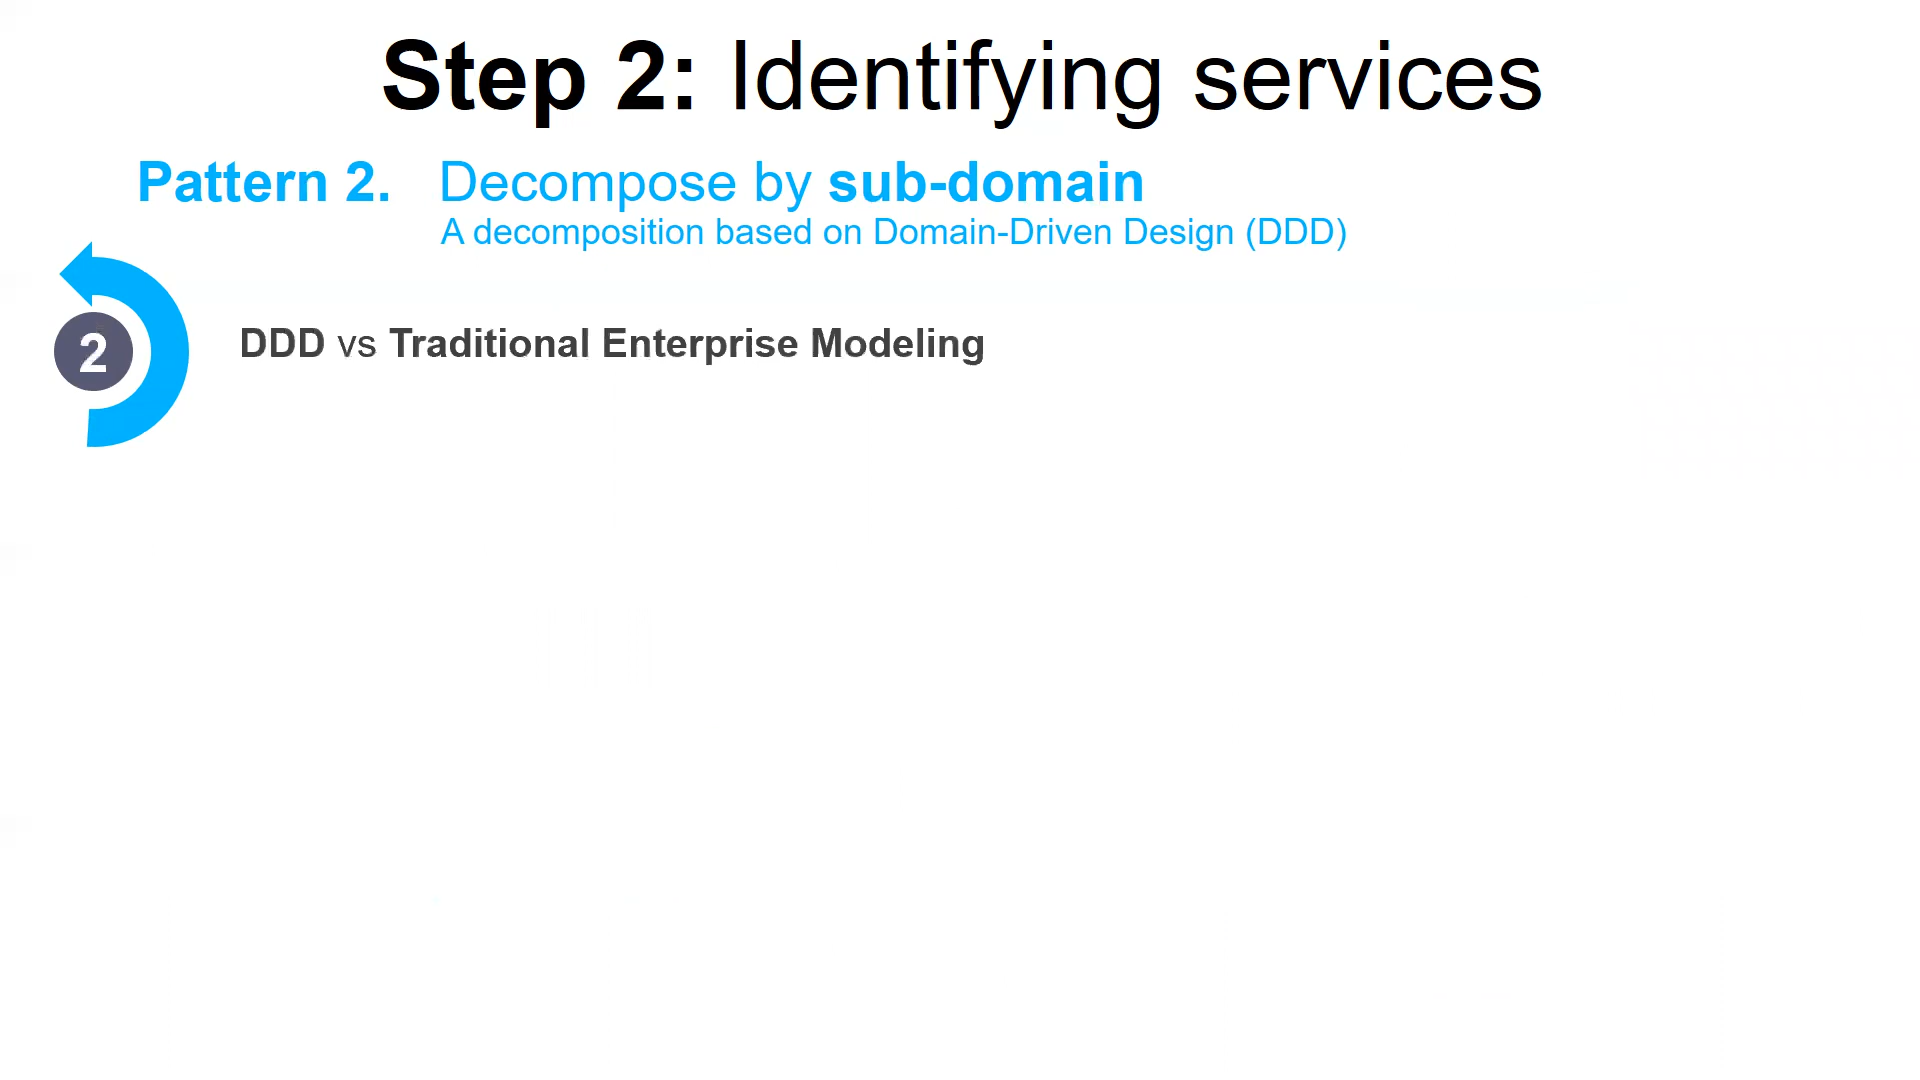 Step 2: Identifying services
Pattern 2. Decompose by sub-domain
A decomposition based on Domain-Driven Design (DDD)
2
DDD vs Traditional Enterprise Modeling